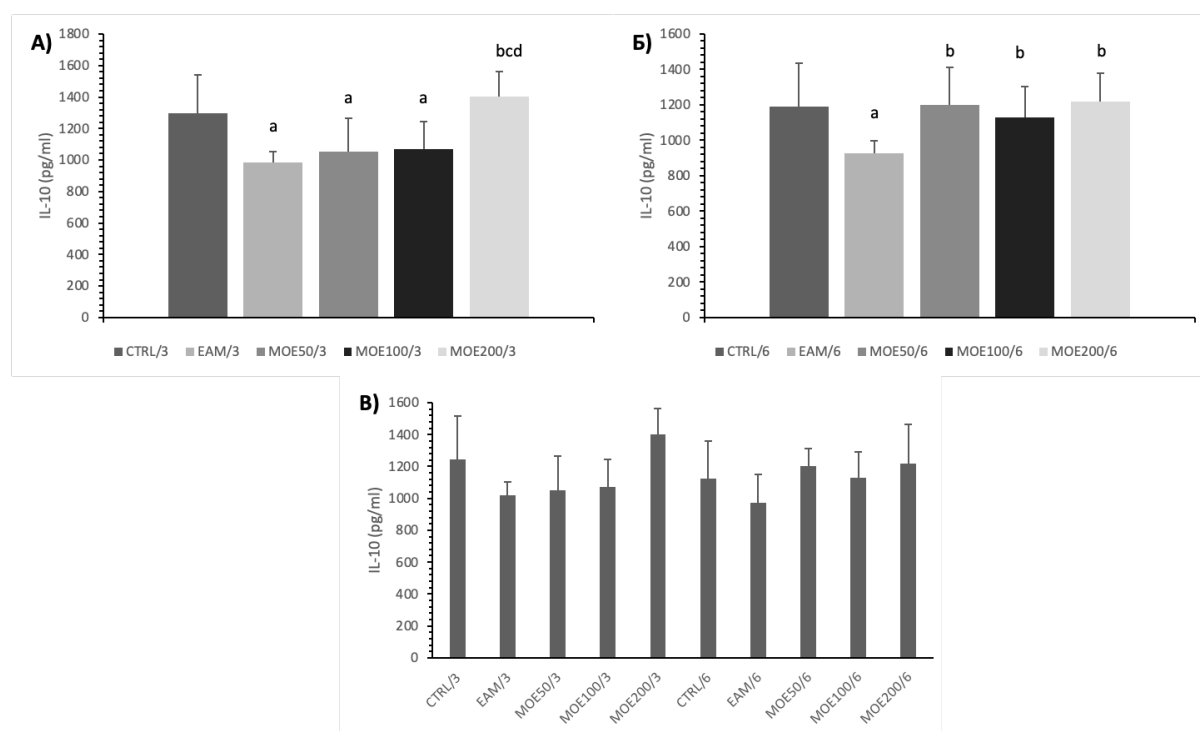 А)
IL-10 (pg/ml)
1800
1600
1400
1200
1000
800
600
400
200
0
a
a
a
bcd
CTRL/3 EAM/3 MOE50/3 MOE100/3 MOE200/3
Б)
IL-10 (pg/ml)
1600
1400
1200
1000
800
600
400
200
0
a
b
b
b
CTRL/6 EAM/6 MOE50/6 MOE100/6 MOE200/6
В)
IL-10 (pg/ml)
1600
1400
1200
1000
800
600
400
200
0
CTRL/3
EAM/3
MOE50/3
MOE100/3
MOE200/3
CTRL/6
EAM/6
MOE50/6
MOE100/6
MOE200/6